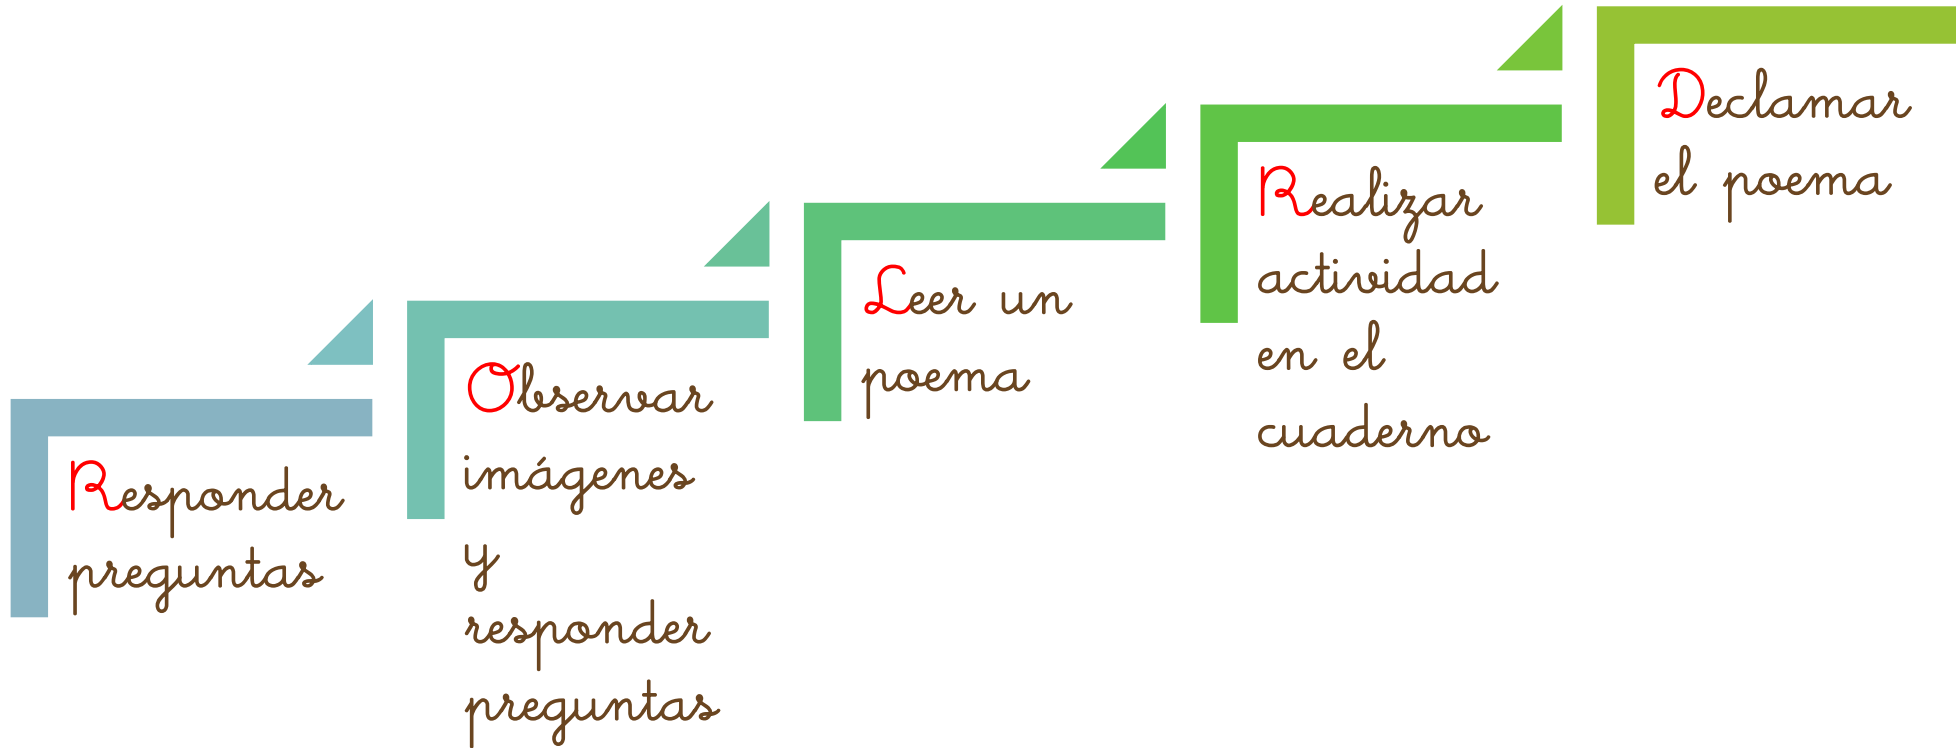 Responder
preguntas
Observar
imágenes
y
responder
preguntas
Leer un
poema
Realizar
actividad
en el
cuaderno
Declamar
el poema